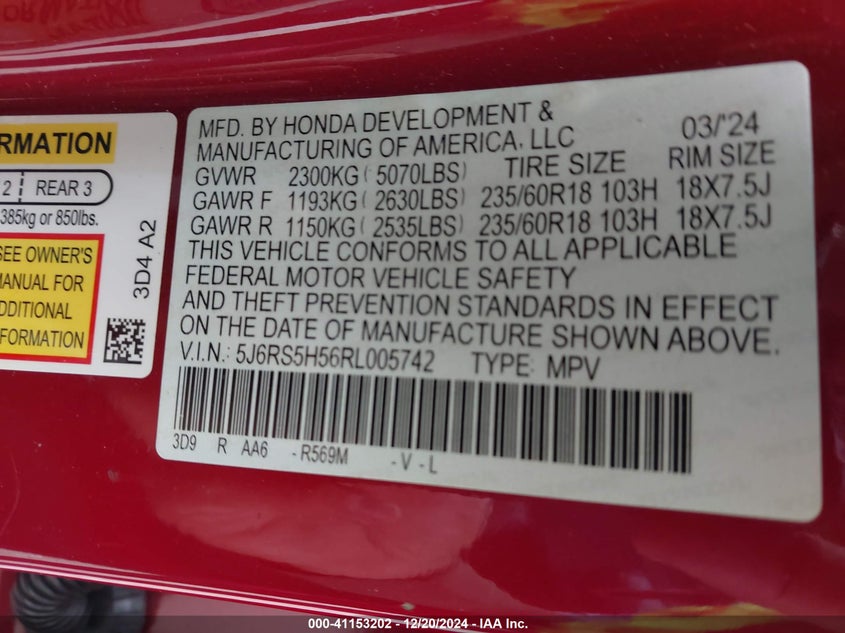 RMATION
2 REAR 3
385kg or 850lbs.
SEE OWNER'S
MANUAL FOR
ADDITIONAL
FORMATION
3D4 A2
MFD. BY HONDA DEVELOPMENT &
MANUFACTURING OF AMERICA, LLC 03/'24
GVWR 2300KG ( 5070LBS) TIRE SIZE RIM SIZE
GAWR F 1193KG ( 2630LBS) 235/60R18 103H 18X7.5J
GAWR R 1150KG ( 2535LBS) 235/60R18 103H 18X7.5J
THIS VEHICLE CONFORMS TO ALL APPLICABLE
FEDERAL MOTOR VEHICLE SAFETY
AND THEFT PREVENTION STANDARDS IN EFFECT
ON THE DATE OF MANUFACTURE SHOWN ABOVE.
V.I.N.: 5J6RS5H56RL005742 TYPE: MPV
3D9 R AA6 - R569M - V - L
000-41153202 - 12/20/2024 - IAA Inc.